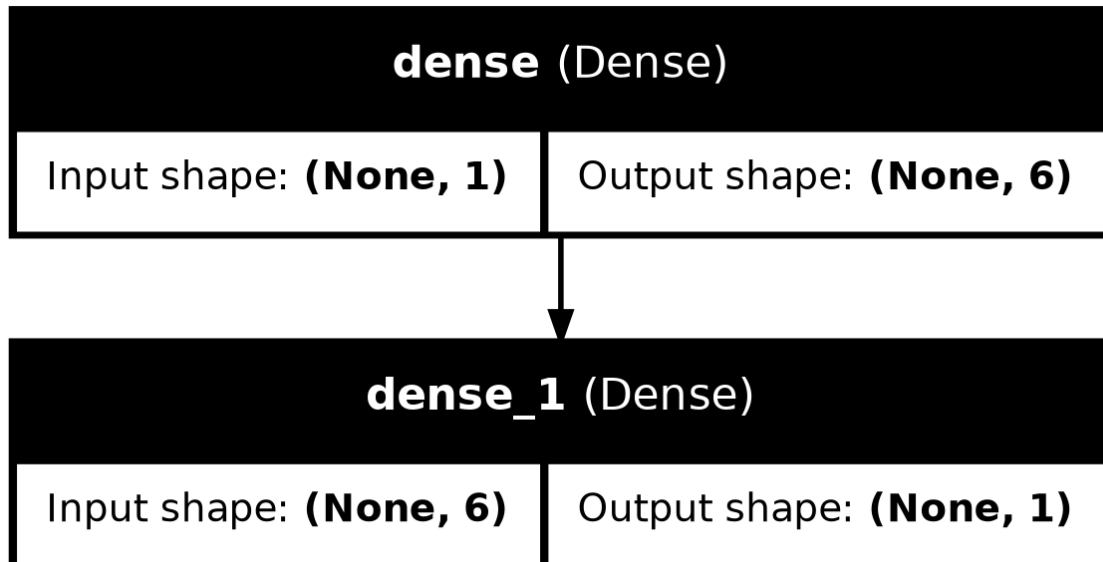 dense (Dense)
Input shape: (None, 1) Output shape: (None, 6)
dense_1 (Dense)
Input shape: (None, 6) Output shape: (None, 1)